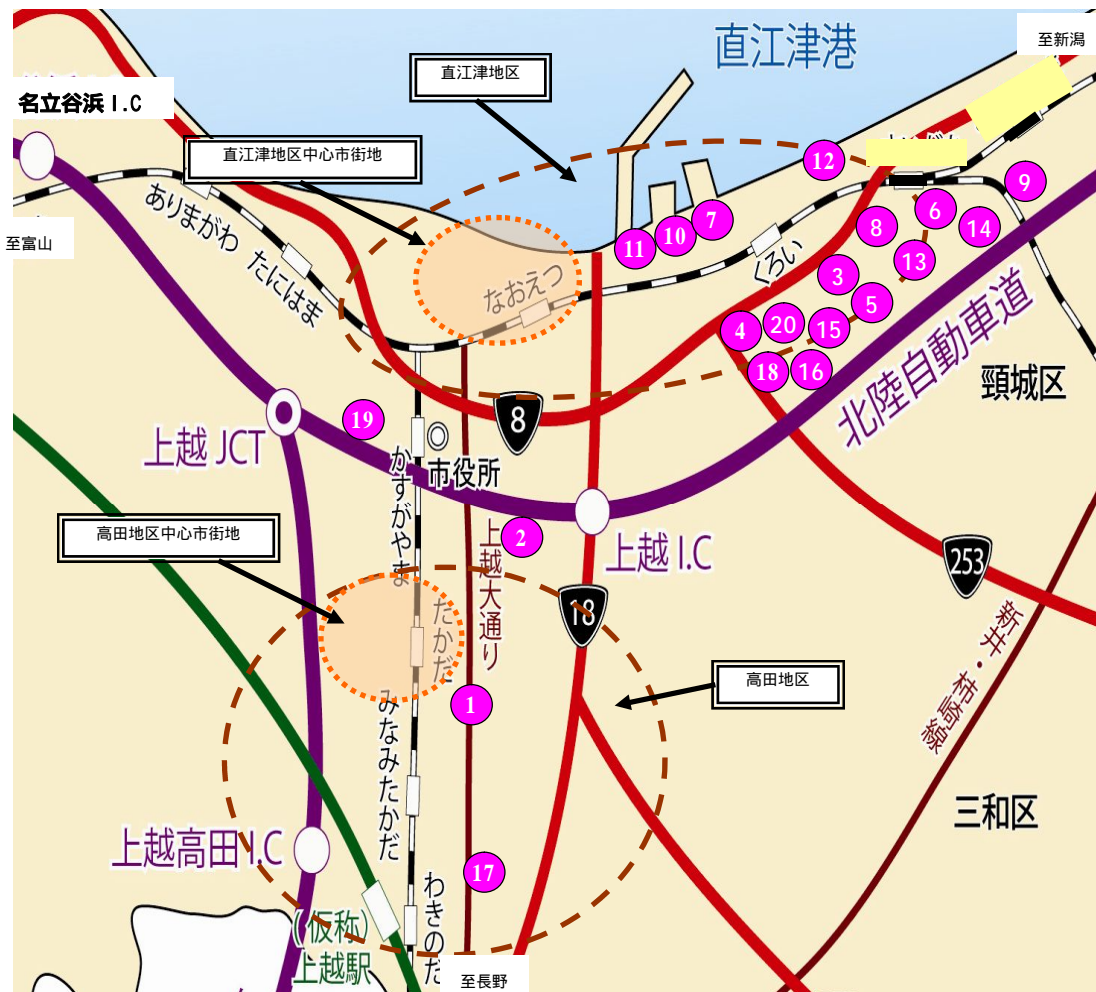 直江津港
至新潟
直江津地区
名立谷浜 I.C
直江津地区中心市街地
12
9
ありまがわ
たにはま
至富山
なおえつ
11
10
7
くろい
8
6
14
13
3
5
4
20
15
18
16
北陸自動車道
頸城区
19
8
上越 JCT
市役所
かすがやま
高田地区中心市街地
2
上越大通り
上越 I.C
253
18
たかだ
新井・柿崎線
高田地区
1
みなみたかだ
三和区
上越高田 I.C
17
わきのだ
(仮称)
上越駅
至長野